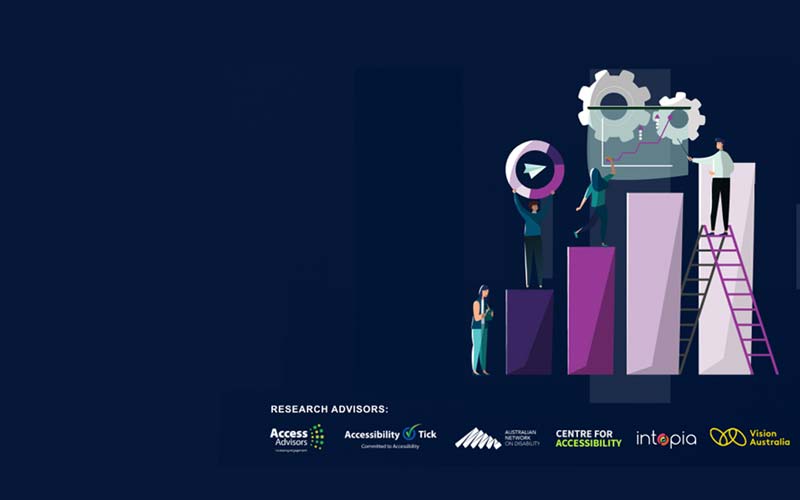 RESEARCH ADVISORS:
Access
Advisors
Accessibility Tick
Committed to Accessibility
AUSTRALIAN
NETWORK
ON DISABILITY
CENTRE FOR
ACCESSIBILITY
intopia
Vision
Australia